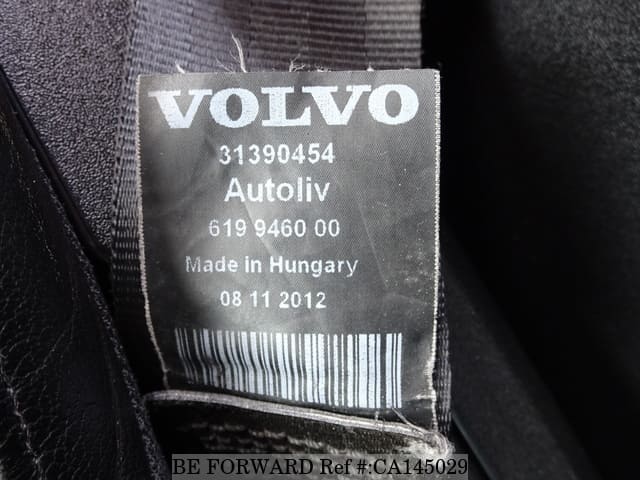 VOLVO
31390454
Autoliv
619 9460 00
Made in Hungary
08 11 2012
BE FORWARD Ref #:CA145029